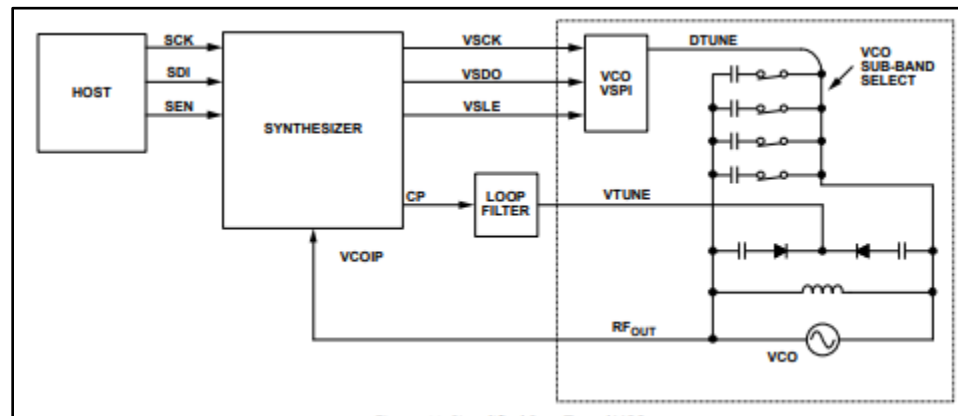 SCK
VSCK
DTUNE
VCO
SUB-BAND
SELECT
SDI
VSDO
VCO
VSPI
HOST
SEN
VSLE
SYNTHESIZER
CP
LOOP
FILTER
VTUNE
VCOIP
RFOUT
VCO